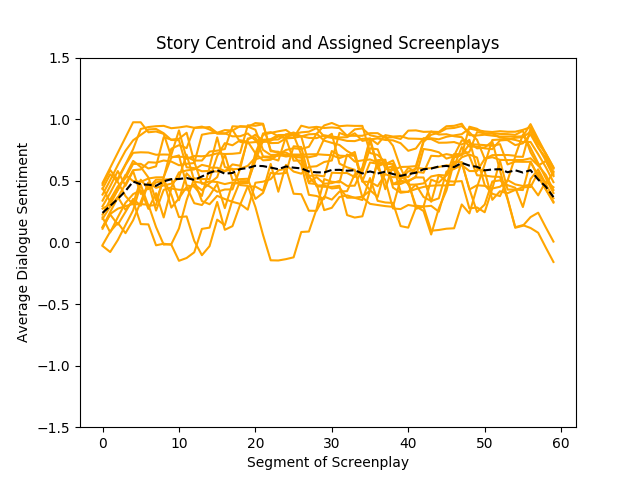 Story Centroid and Assigned Screenplays
1.5
1.0
0.5
0.0
−0.5
−1.0
−1.5
Average Dialogue Sentiment
0 10 20 30 40 50 60
Segment of Screenplay